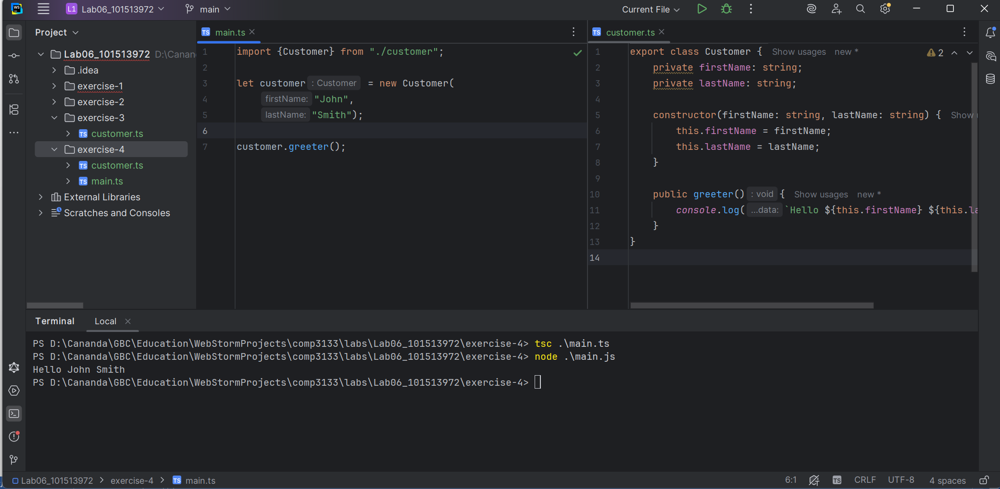 WS L1 Lab06_101513972 main Current File
Project
Lab06_101513972 D:\Canan
.idea
exercise-1
exercise-2
exercise-3
TS customer.ts
exercise-4
TS customer.ts
TS main.ts
External Libraries
Scratches and Consoles
TS main.ts
1 import {Customer} from "./customer";
2
3 let customer : Customer = new Customer(
4 firstName: "John",
5 lastName: "Smith");
6
7 customer.greeter();
TS customer.ts
2
1 export class Customer { Show usages new *
2 private firstName: string;
3 private lastName: string;
4
5 constructor(firstName: string, lastName: string) { Show
6 this.firstName = firstName;
7 this.lastName = lastName;
8 }
9
10 public greeter() : void { Show usages new *
11 console.log( ...data: `Hello ${this.firstName} ${this.la
12 }
13 }
14
Terminal Local
PS D:\Cananda\GBC\Education\WebStormProjects\comp3133\labs\Lab06_101513972\exercise-4> tsc .\main.ts
PS D:\Cananda\GBC\Education\WebStormProjects\comp3133\labs\Lab06_101513972\exercise-4> node .\main.js
Hello John Smith
PS D:\Cananda\GBC\Education\WebStormProjects\comp3133\labs\Lab06_101513972\exercise-4>
Lab06_101513972 > exercise-4 > TS main.ts
6:1 TS CRLF UTF-8 4 spaces